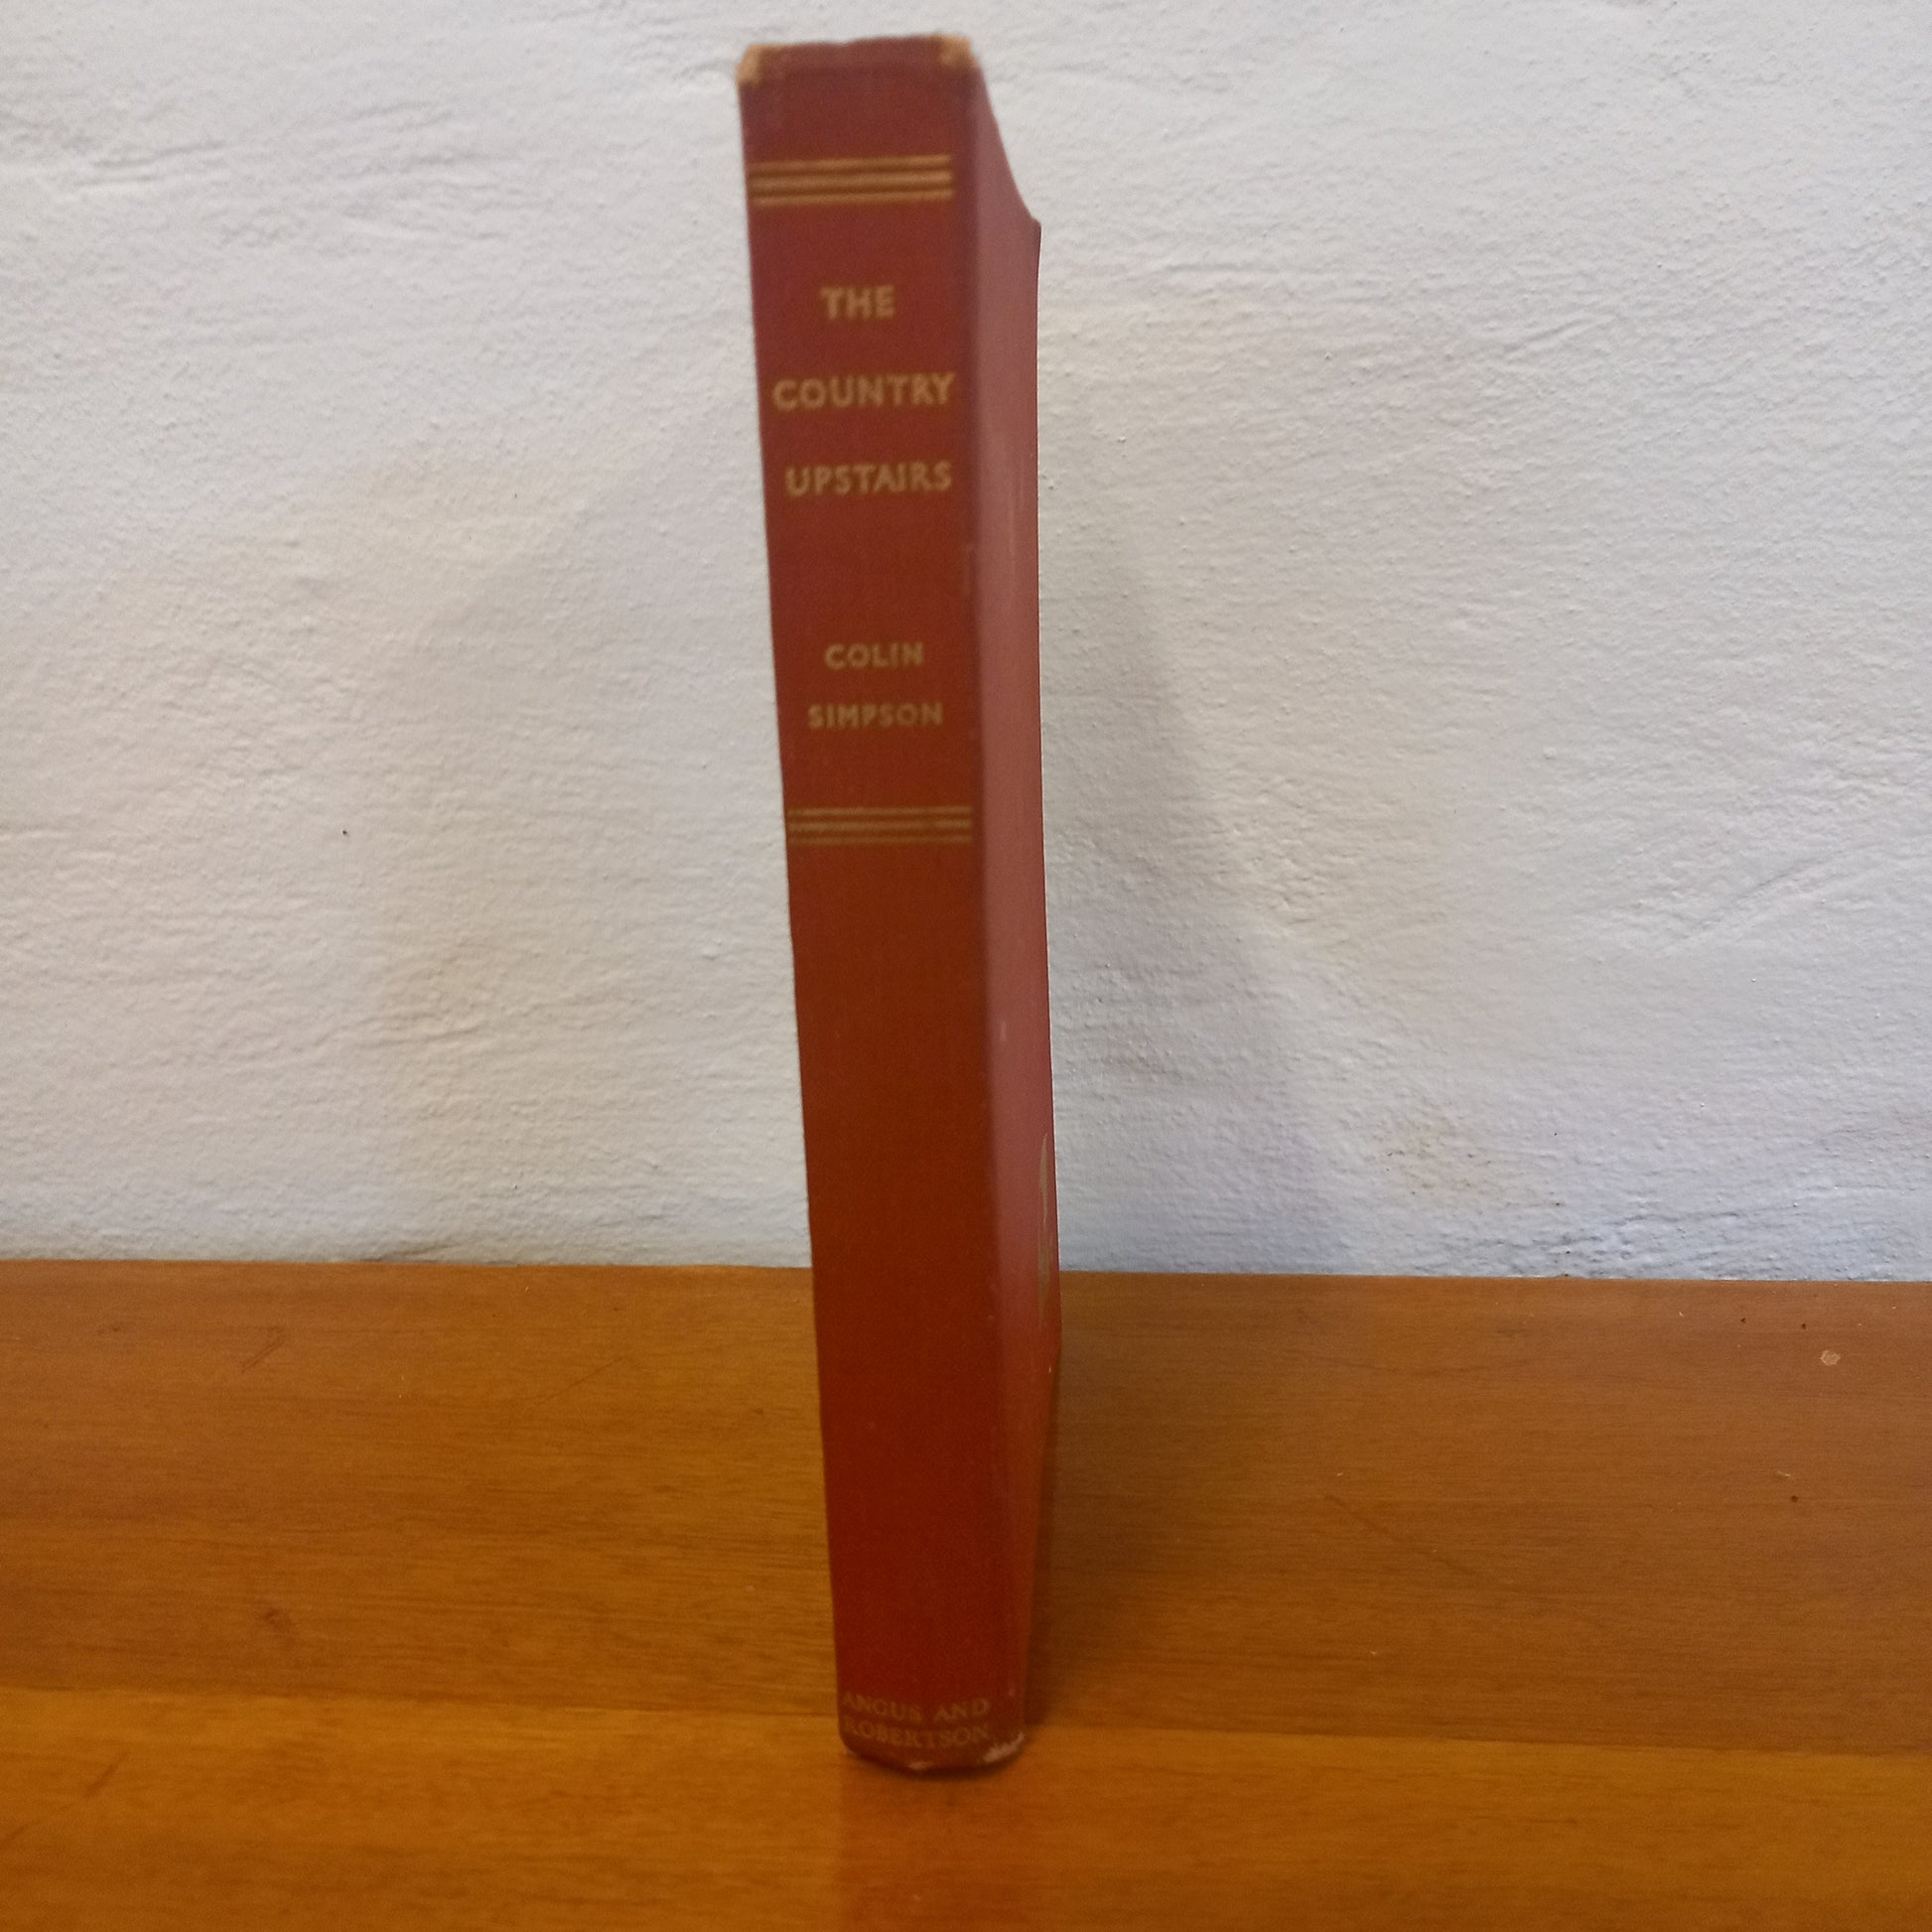 THE
COUNTRY
UPSTAIRS
COLIN
SIMPSON
ANGUS AND
ROBERTSON